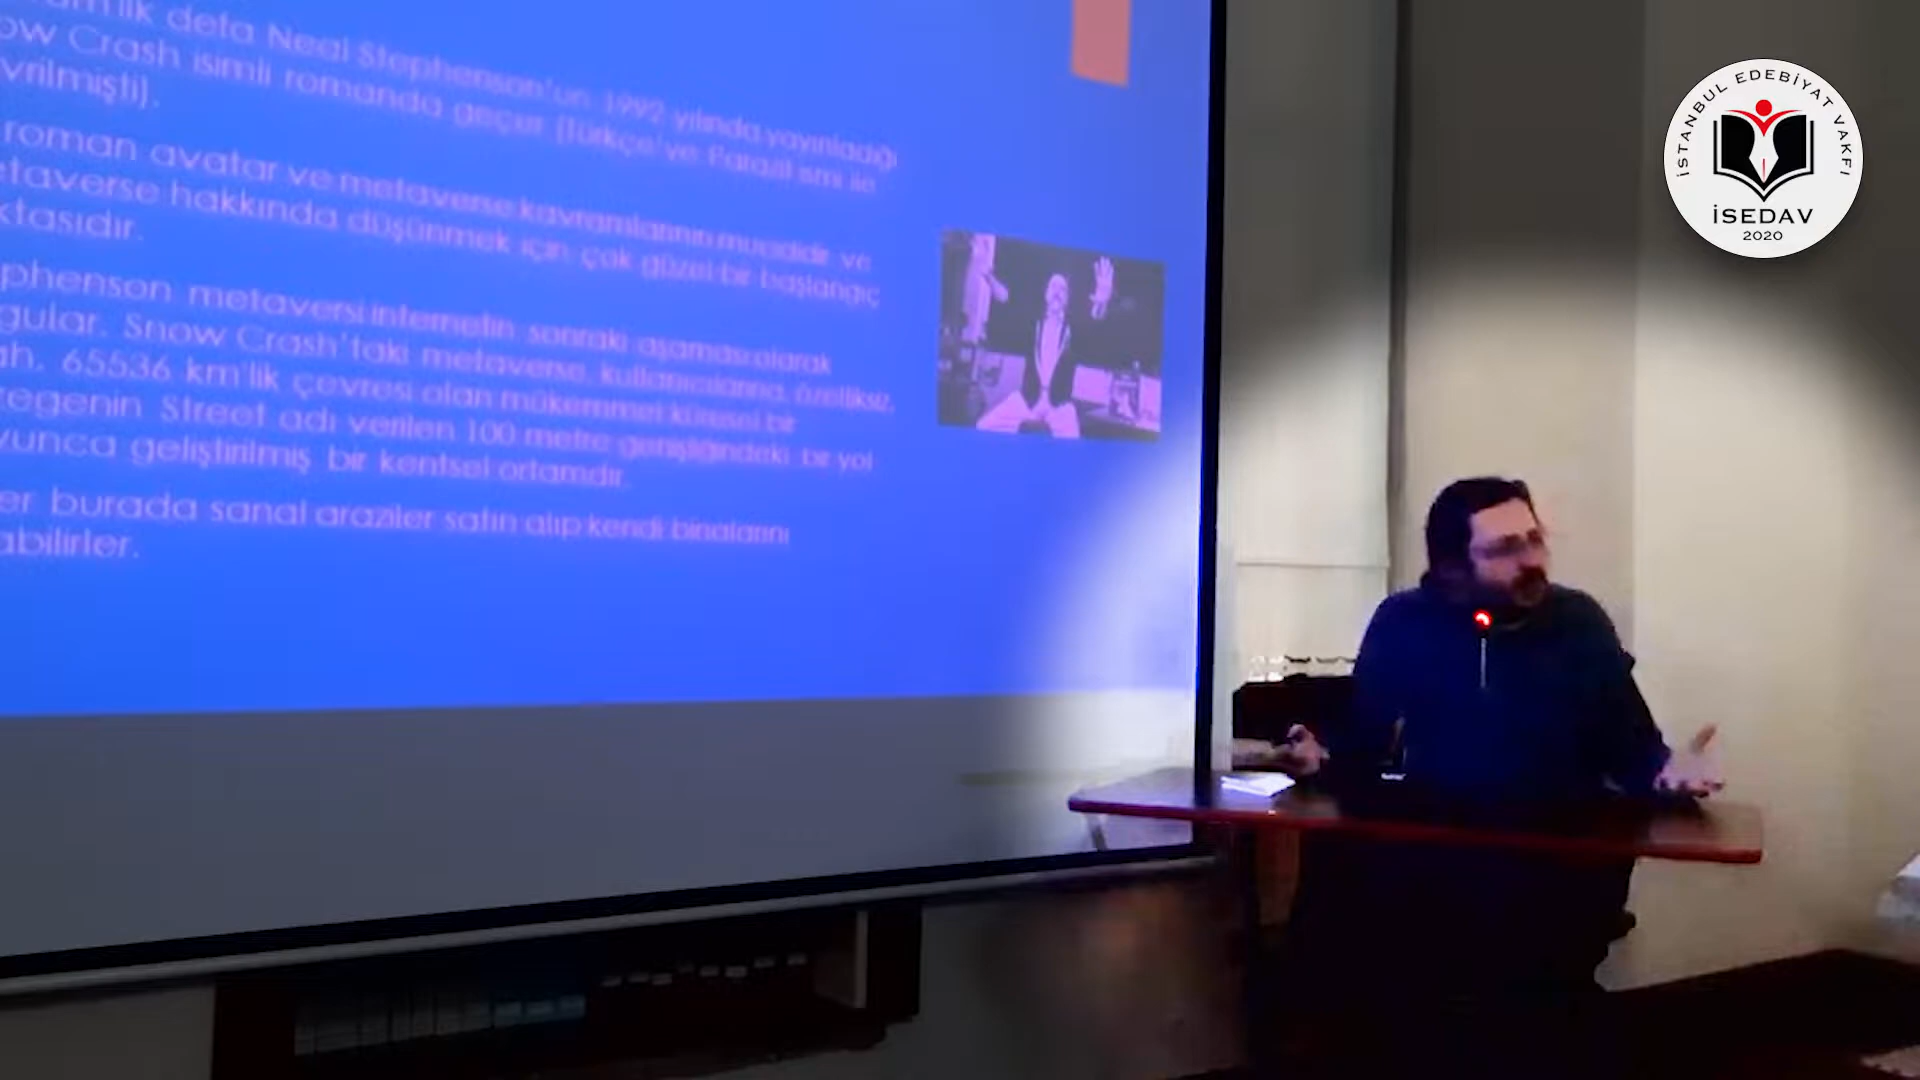 ilk defa Neal Stephenson'un 1992 yılında yayınladığı
ow Crash isimli romanda geçer (Türkçe'ye Parazit ismi ile
vrilmişti).
roman avatar ve metaverse kavramlarının mucididir ve
etaverse hakkında düşünmek için çok güzel bir başlangıç
ktasıdır.
phenson metaversi internetin sonraki aşaması olarak
gular. Snow Crash'taki metaverse, kullanıcılarına, özelliksiz,
ah, 65536 km'lik çevresi olan mükemmel küresel bir
zegenin Street adı verilen 100 metre genişliğindeki bir yol
yunca geliştirilmiş bir kentsel ortamdır.
er burada sanal araziler satın alıp kendi binalarını
abilirler.
İSTANBUL EDEBİYAT VAKFI
İSEDAV
2020